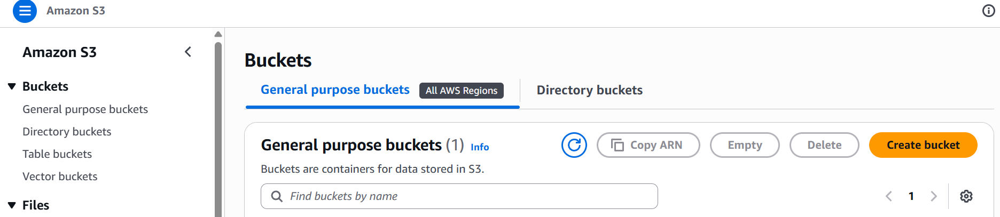 Amazon S3
Amazon S3
Buckets
General purpose buckets
Directory buckets
Table buckets
Vector buckets
Files
Buckets
General purpose buckets All AWS Regions Directory buckets
General purpose buckets (1) Info Copy ARN Empty Delete Create bucket
Buckets are containers for data stored in S3.
Find buckets by name 1